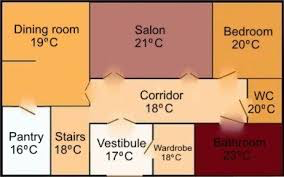 Dining room
19°C
Salon
21°C
Bedroom
20°C
Corridor
18°C
WC
20°C
Pantry
16°C
Stairs
18°C
Vestibule
17°C
Wardrobe
18°C
Bathroom
23°C